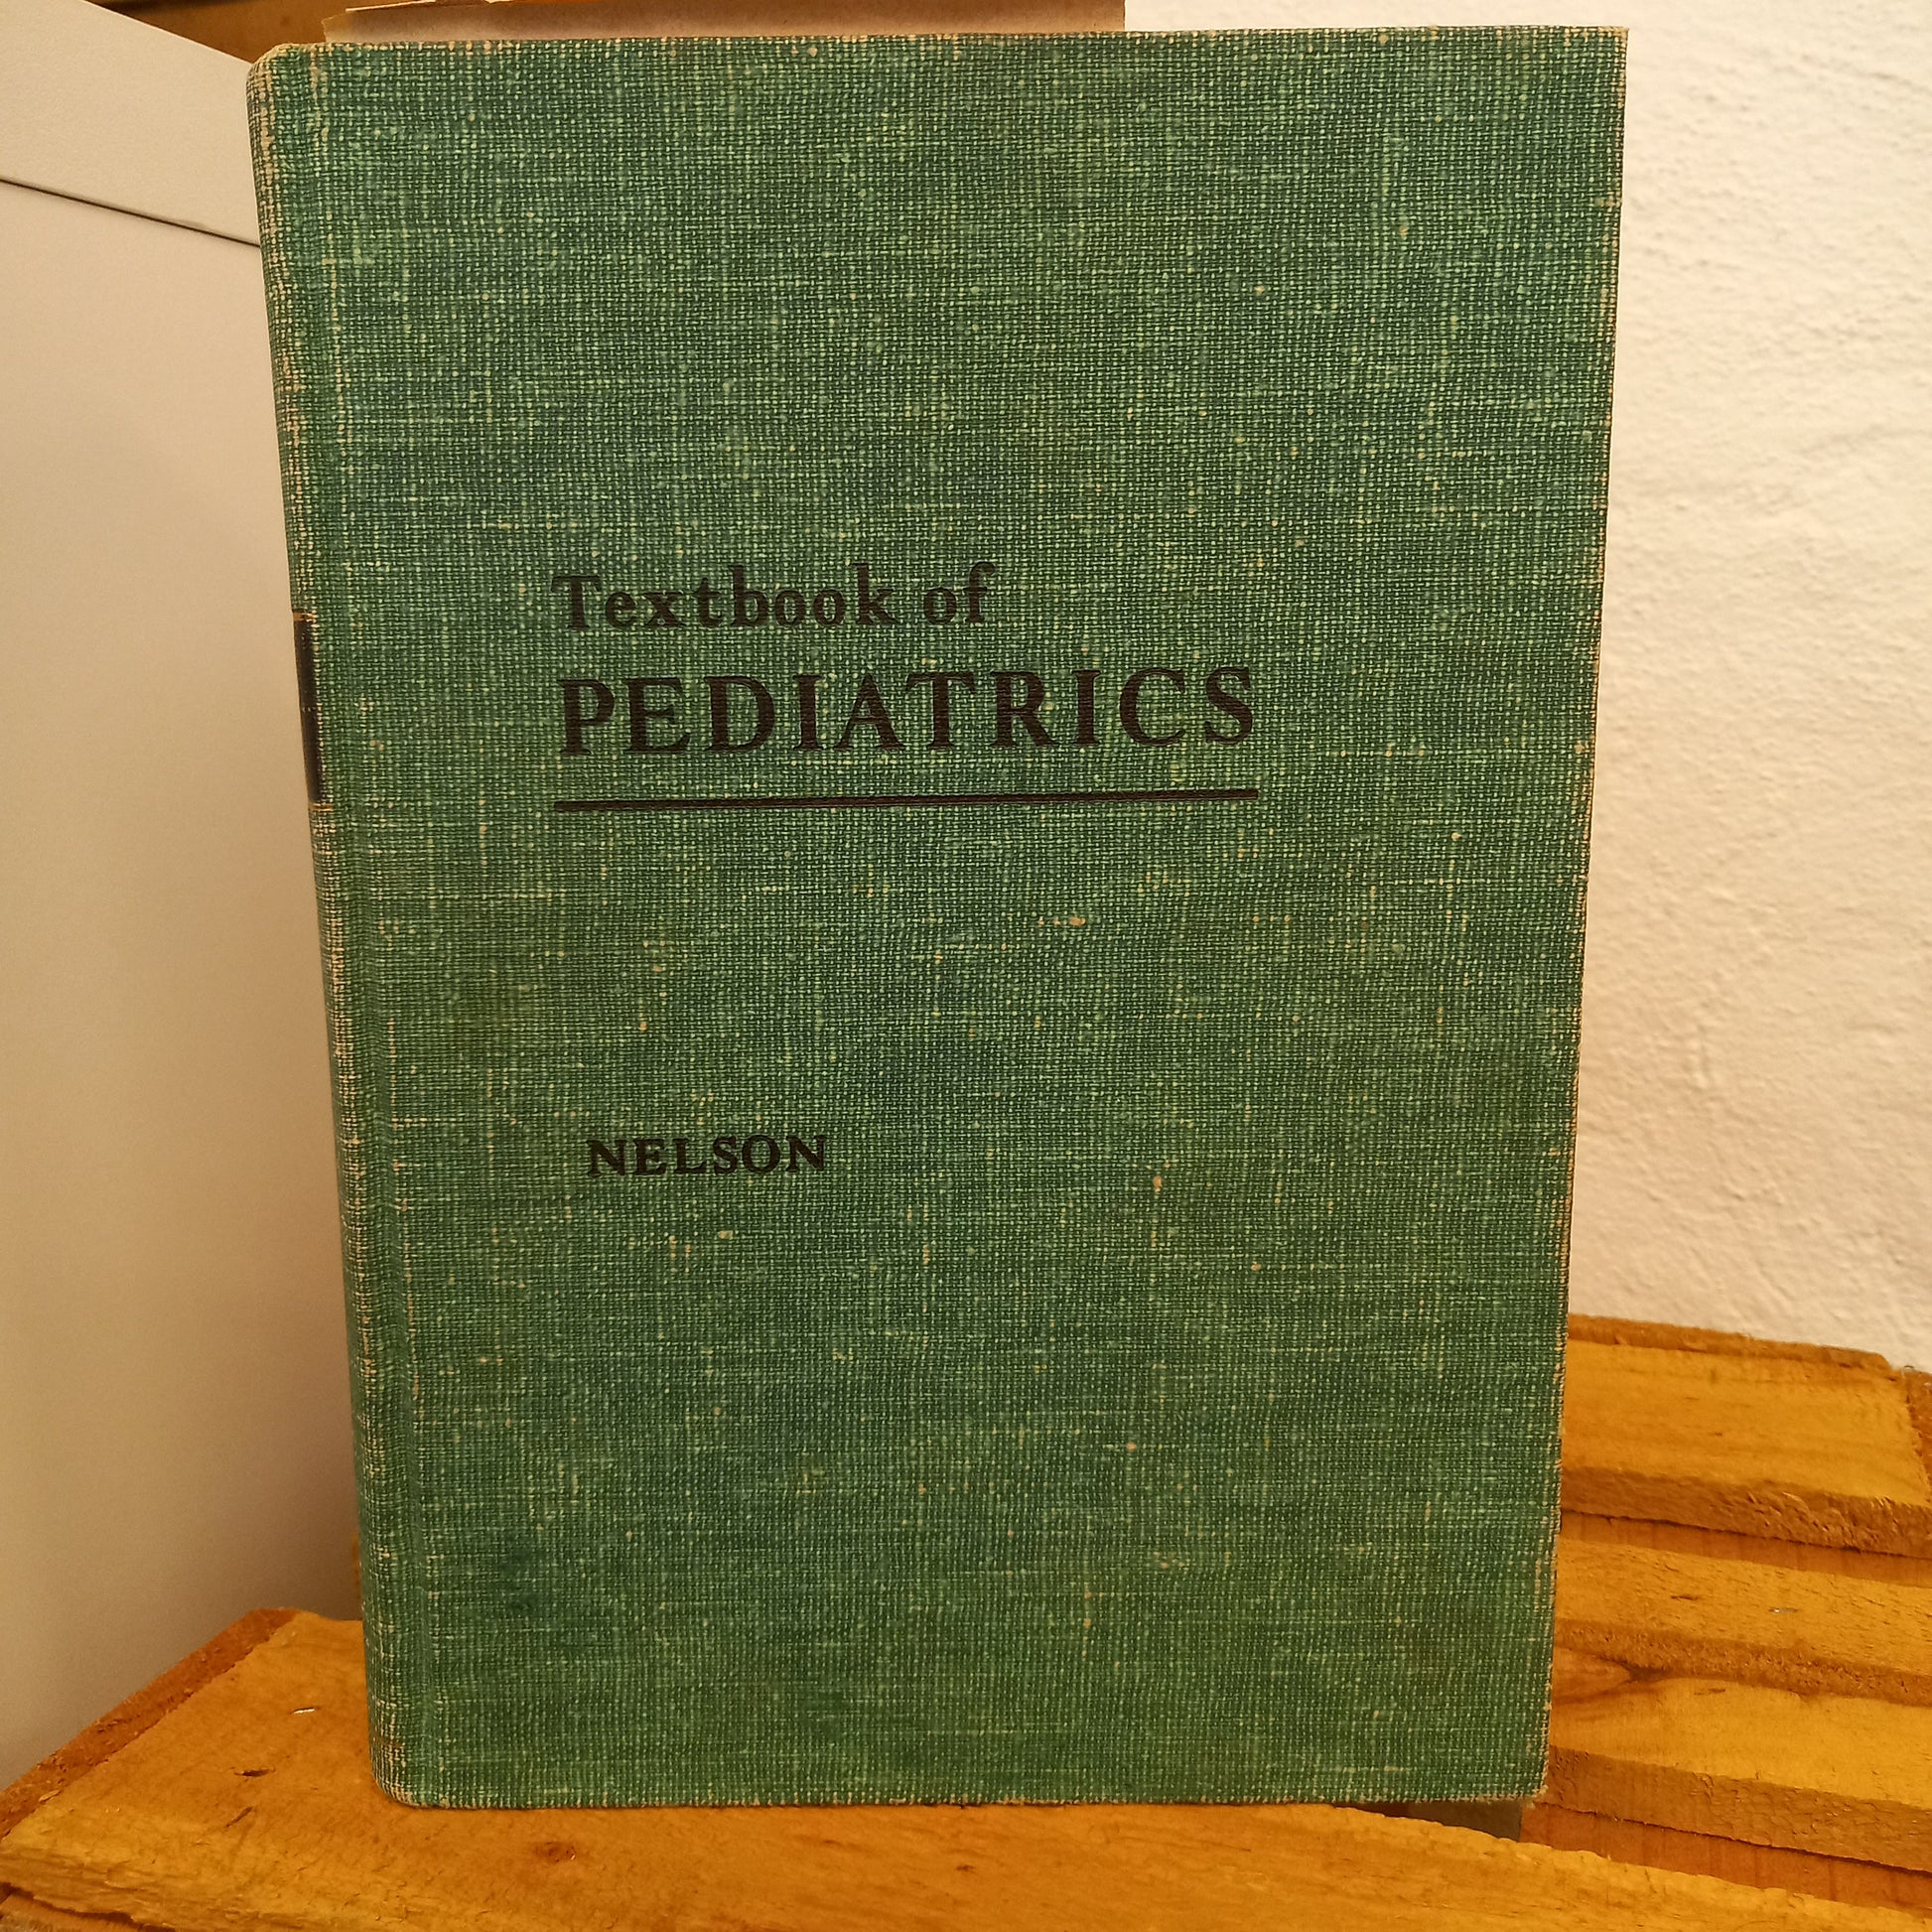 Textbook of
PEDIATRICS
NELSON